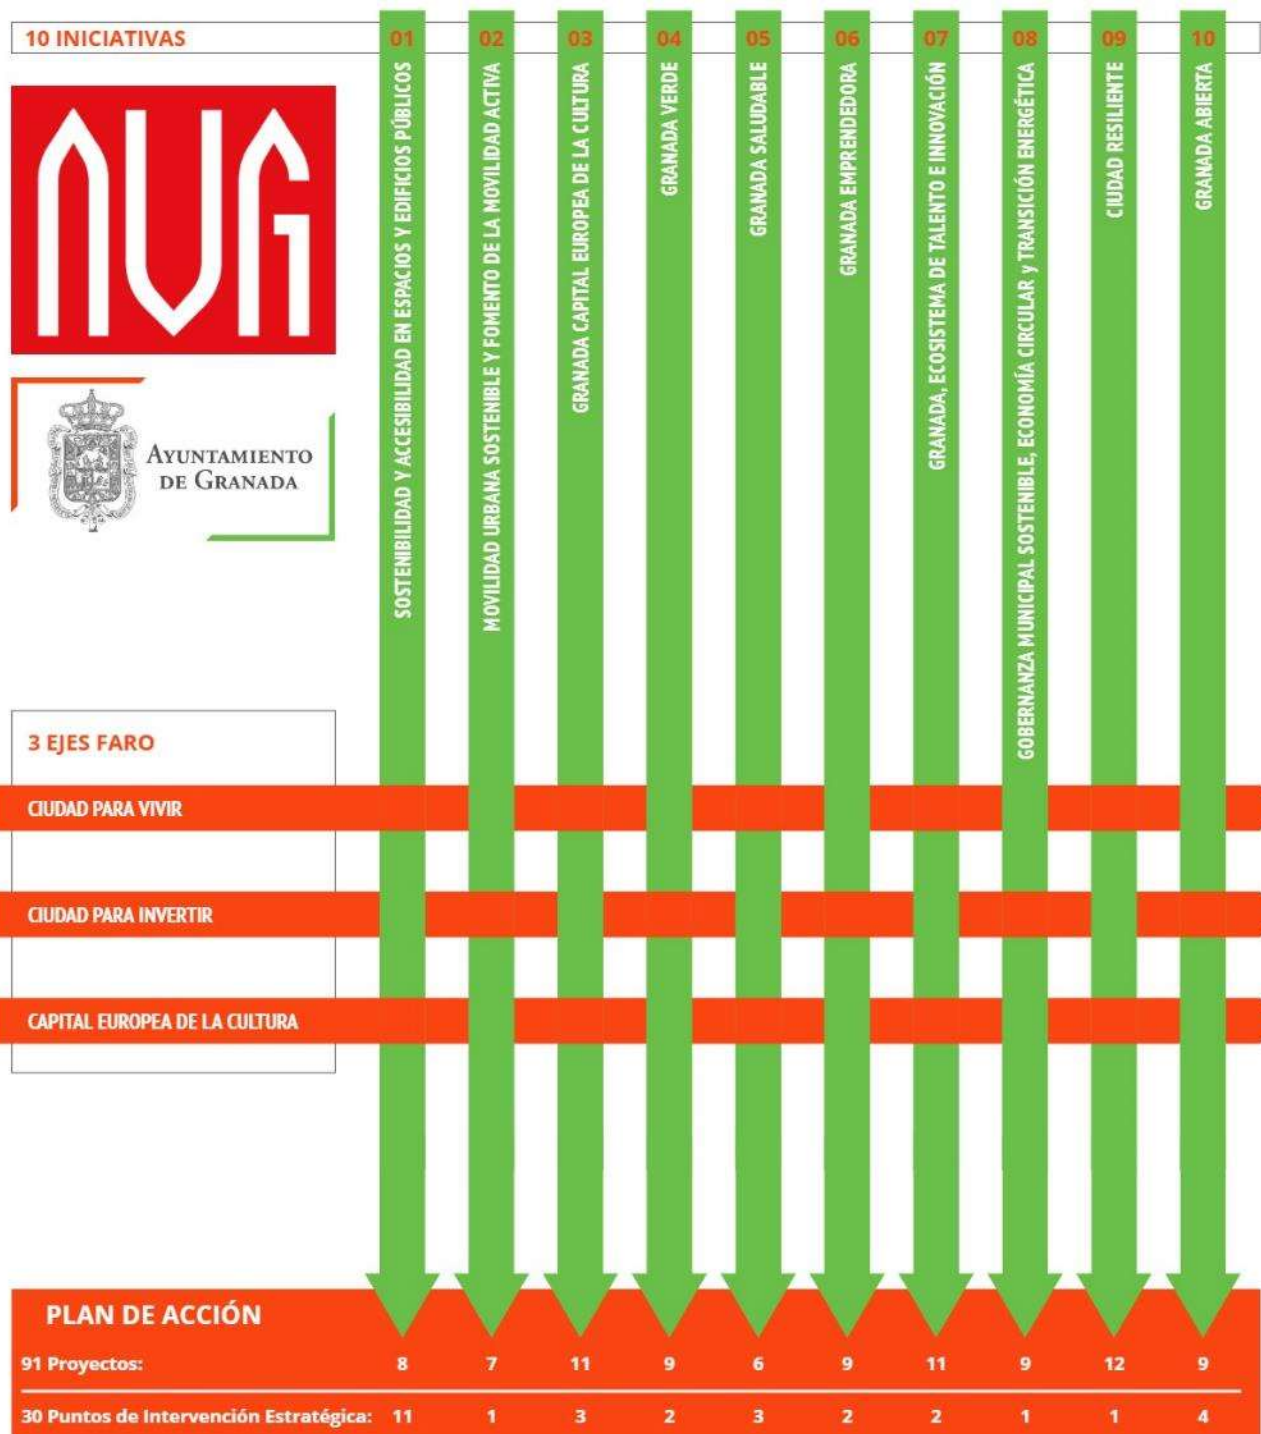 10 INICIATIVAS 01 02 03 04 05 06 07 08 09 10
SOSTENIBILIDAD Y ACCESIBILIDAD EN ESPACIOS Y EDIFICIOS PÚBLICOS
MOVILIDAD URBANA SOSTENIBLE Y FOMENTO DE LA MOVILIDAD ACTIVA
GRANADA CAPITAL EUROPEA DE LA CULTURA
GRANADA VERDE
GRANADA SALUDABLE
GRANADA EMPRENDEDORA
GRANADA, ECOSISTEMA DE TALENTO E INNOVACIÓN
GOBERNANZA MUNICIPAL SOSTENIBLE, ECONOMÍA CIRCULAR y TRANSICIÓN ENERGÉTICA
CIUDAD RESILIENTE
GRANADA ABIERTA
AUG
AYUNTAMIENTO
DE GRANADA
3 EJES FARO
CIUDAD PARA VIVIR
CIUDAD PARA INVERTIR
CAPITAL EUROPEA DE LA CULTURA
PLAN DE ACCIÓN
91 Proyectos: 8 7 11 9 6 9 11 9 12 9
30 Puntos de Intervención Estratégica: 11 1 3 2 3 2 2 1 1 4